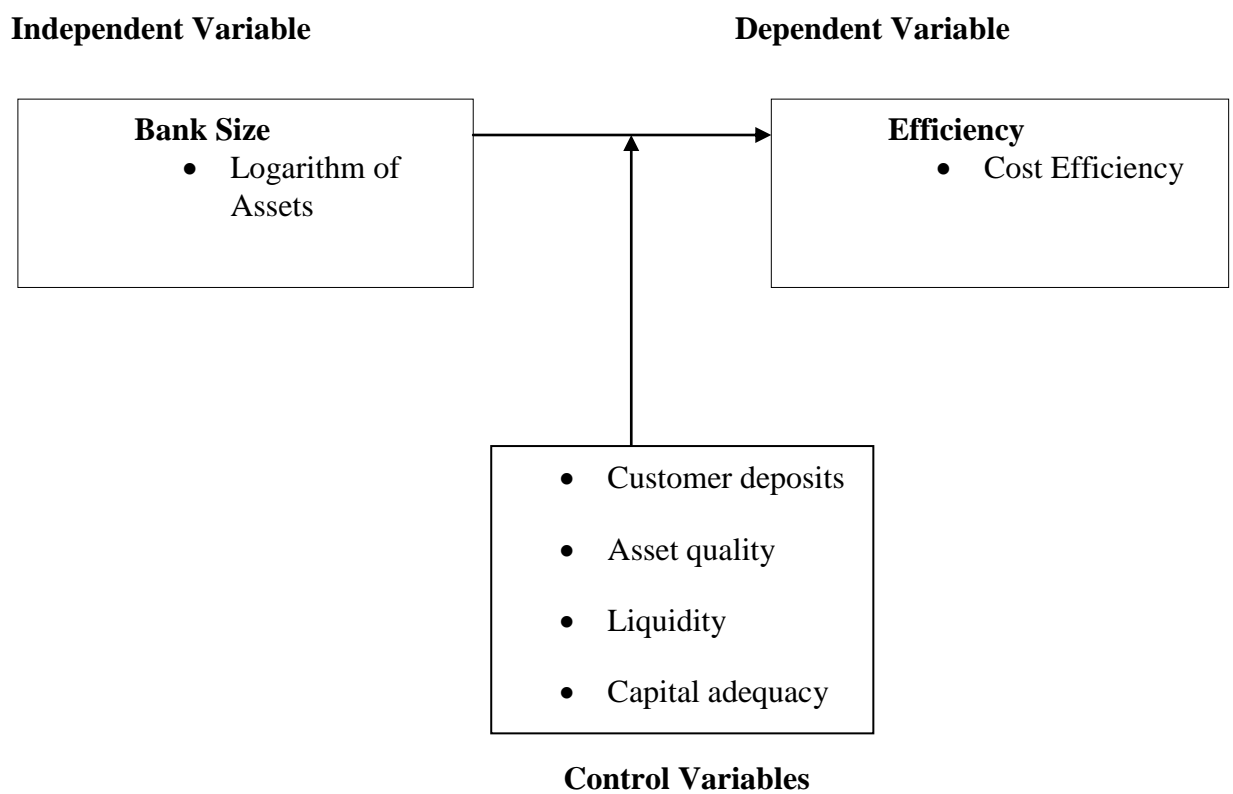 Independent Variable
Dependent Variable
Bank Size
• Logarithm of
Assets
Efficiency
• Cost Efficiency
• Customer deposits
• Asset quality
• Liquidity
• Capital adequacy
Control Variables